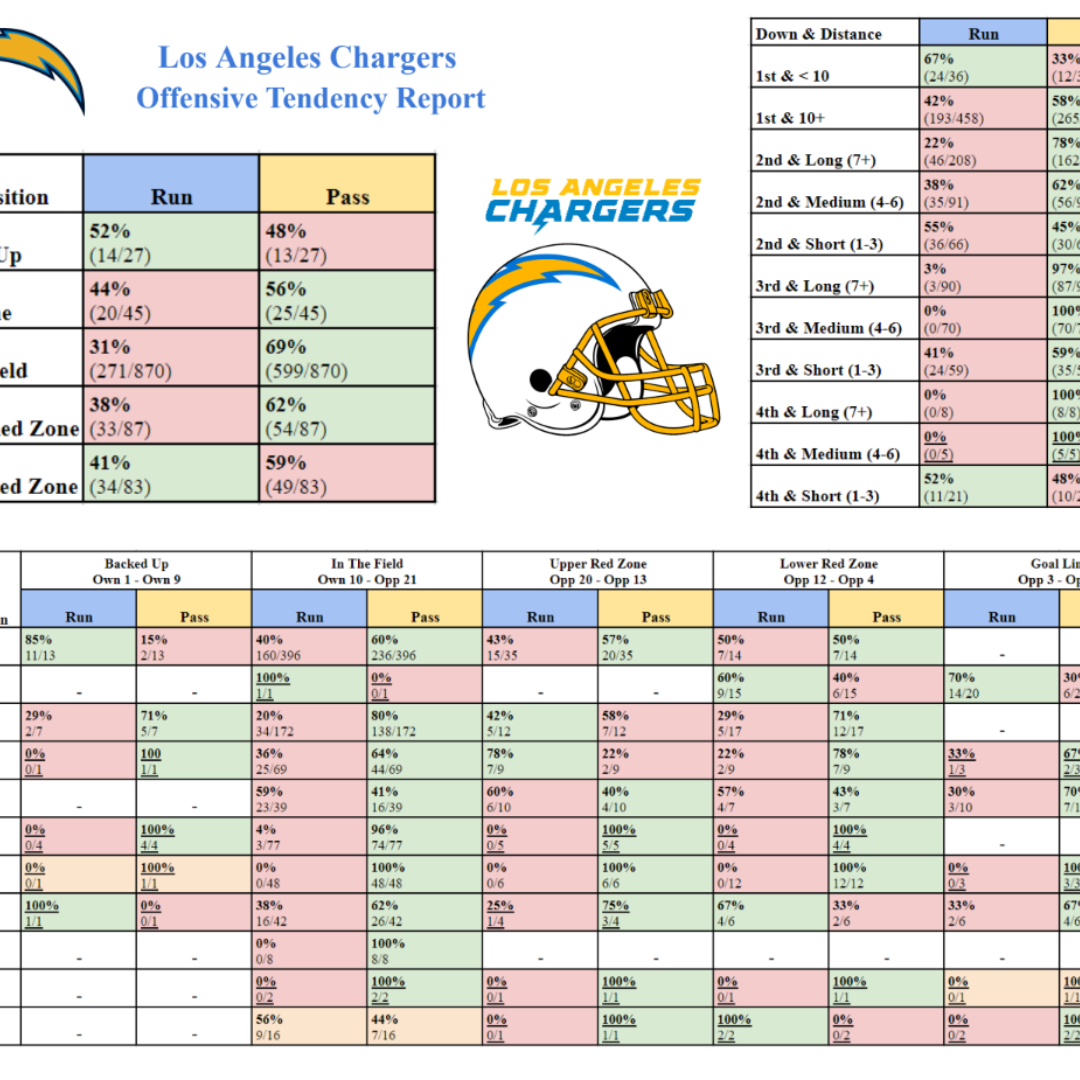 Los Angeles Chargers
Offensive Tendency Report
sition Run Pass
Up 52% (14/27) 48% (13/27)
e 44% (20/45) 56% (25/45)
eld 31% (271/870) 69% (599/870)
ed Zone 38% (33/87) 62% (54/87)
ed Zone 41% (34/83) 59% (49/83)
LOS ANGELES
CHARGERS
Down & Distance Run
1st & < 10 67% (24/36) 33% (12/3
1st & 10+ 42% (193/458) 58% (265
2nd & Long (7+) 22% (46/208) 78% (162
2nd & Medium (4-6) 38% (35/91) 62% (56/9
2nd & Short (1-3) 55% (36/66) 45% (30/6
3rd & Long (7+) 3% (3/90) 97% (87/9
3rd & Medium (4-6) 0% (0/70) 100% (70/7
3rd & Short (1-3) 41% (24/59) 59% (35/5
4th & Long (7+) 0% (0/8) 100% (8/8)
4th & Medium (4-6) 0% (0/5) 100% (5/5)
4th & Short (1-3) 52% (11/21) 48% (10/2
Backed Up In The Field Upper Red Zone Lower Red Zone Goal Lin
Own 1 - Own 9 Own 10 - Opp 21 Opp 20 - Opp 13 Opp 12 - Opp 4 Opp 3 - Op
n Run Pass Run Pass Run Pass Run Pass Run
85% 15% 40% 60% 43% 57% 50% 50%
11/13 2/13 160/396 236/396 15/35 20/35 7/14 7/14 -
- - 100% 0% - - 60% 40% 70% 30%
1/1 0/1 9/15 6/15 14/20 6/2
29% 71% 20% 80% 42% 58% 29% 71%
2/7 5/7 34/172 138/172 5/12 7/12 5/17 12/17 -
0% 100 36% 64% 78% 22% 22% 78% 33% 67%
0/1 1/1 25/69 44/69 7/9 2/9 2/9 7/9 1/3 2/3
- - 59% 41% 60% 40% 57% 43% 30% 70%
23/39 16/39 6/10 4/10 4/7 3/7 3/10 7/1
0% 100% 4% 96% 0% 100% 0% 100%
0/4 4/4 3/77 74/77 0/5 5/5 0/4 4/4 -
0% 100% 0% 100% 0% 100% 0% 100% 0% 100
0/1 1/1 0/48 48/48 0/6 6/6 0/12 12/12 0/3 3/3
100% 0% 38% 62% 25% 75% 67% 33% 33% 67%
1/1 0/1 16/42 26/42 1/4 3/4 4/6 2/6 2/6 4/6
- - 0% 100% - - - - -
0/8 8/8
- - 0% 100% 0% 100% 0% 100% 0% 100
0/2 2/2 0/1 1/1 0/1 1/1 0/1 1/1
- - 56% 44% 0% 100% 100% 0% 0% 100
9/16 7/16 0/1 1/1 2/2 0/2 0/2 2/2